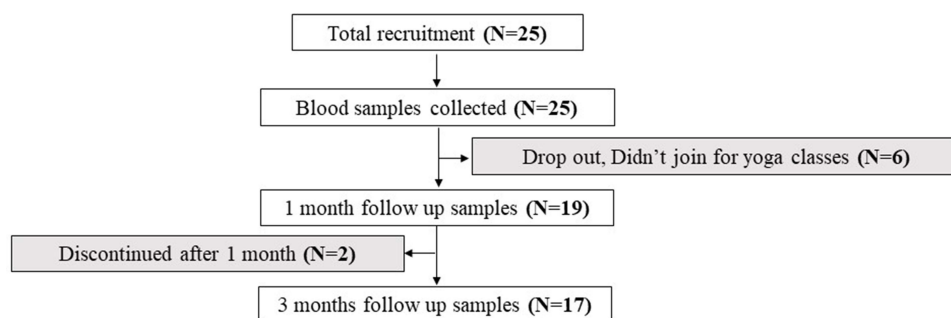 Total recruitment (N=25)
Blood samples collected (N=25)
Drop out, Didn’t join for yoga classes (N=6)
1 month follow up samples (N=19)
Discontinued after 1 month (N=2)
3 months follow up samples (N=17)